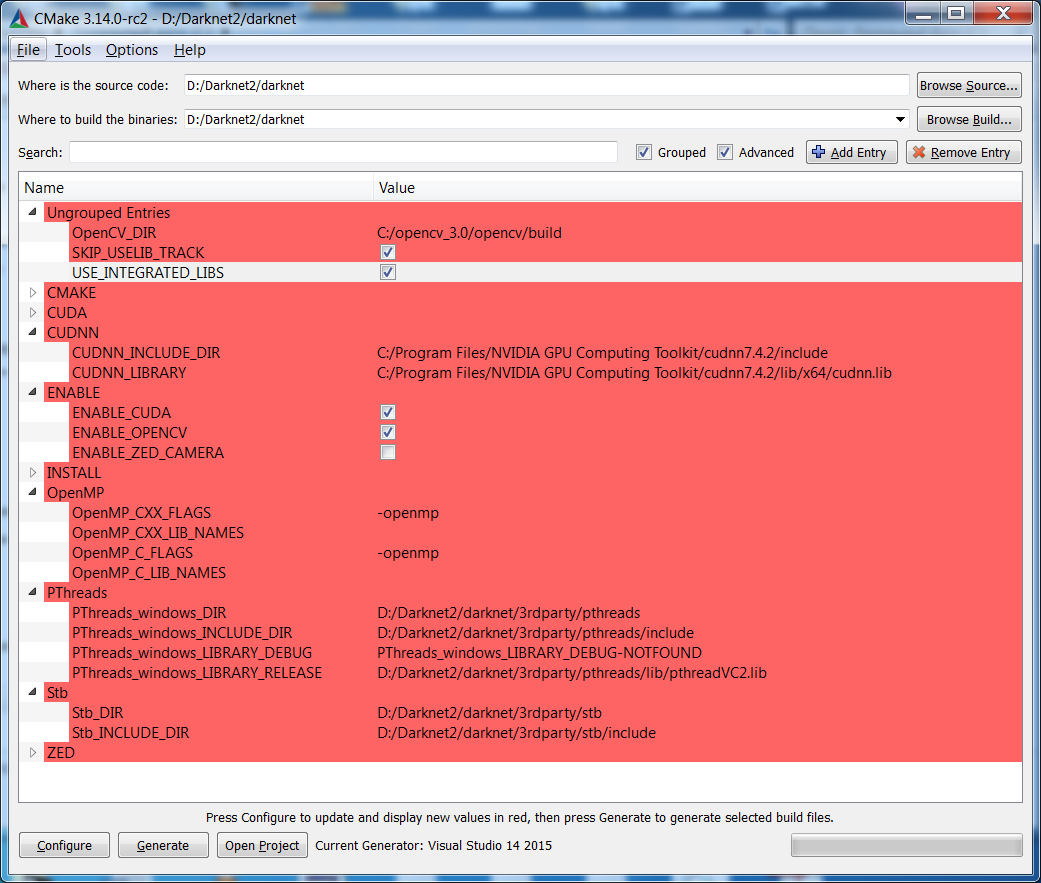 CMake 3.14.0-rc2 - D:/Darknet2/darknet
File Tools Options Help
Where is the source code: D:/Darknet2/darknet Browse Source...
Where to build the binaries: D:/Darknet2/darknet Browse Build...
Search: Grouped Advanced Add Entry Remove Entry
Name Value
Ungrouped Entries
OpenCV_DIR C:/opencv_3.0/opencv/build
SKIP_USELIB_TRACK
USE_INTEGRATED_LIBS
CMAKE
CUDA
CUDNN
CUDNN_INCLUDE_DIR C:/Program Files/NVIDIA GPU Computing Toolkit/cudnn7.4.2/include
CUDNN_LIBRARY C:/Program Files/NVIDIA GPU Computing Toolkit/cudnn7.4.2/lib/x64/cudnn.lib
ENABLE
ENABLE_CUDA
ENABLE_OPENCV
ENABLE_ZED_CAMERA
INSTALL
OpenMP
OpenMP_CXX_FLAGS -openmp
OpenMP_CXX_LIB_NAMES
OpenMP_C_FLAGS -openmp
OpenMP_C_LIB_NAMES
PThreads
PThreads_windows_DIR D:/Darknet2/darknet/3rdparty/pthreads
PThreads_windows_INCLUDE_DIR D:/Darknet2/darknet/3rdparty/pthreads/include
PThreads_windows_LIBRARY_DEBUG PThreads_windows_LIBRARY_DEBUG-NOTFOUND
PThreads_windows_LIBRARY_RELEASE D:/Darknet2/darknet/3rdparty/pthreads/lib/pthreadVC2.lib
Stb
Stb_DIR D:/Darknet2/darknet/3rdparty/stb
Stb_INCLUDE_DIR D:/Darknet2/darknet/3rdparty/stb/include
ZED
Press Configure to update and display new values in red, then press Generate to generate selected build files.
Configure Generate Open Project Current Generator: Visual Studio 14 2015